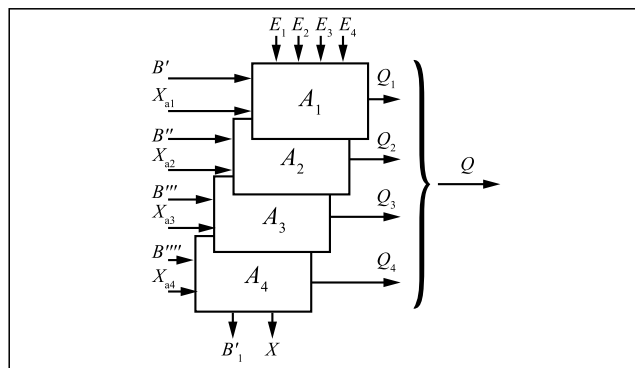 E₁ E₂ E₃ E₄
B′ A₁ Q₁
Xₐ₁
B″ A₂ Q₂
Xₐ₂
Q
B‴ A₃ Q₃
Xₐ₃
B″″ A₄ Q₄
Xₐ₄
B′₁ X